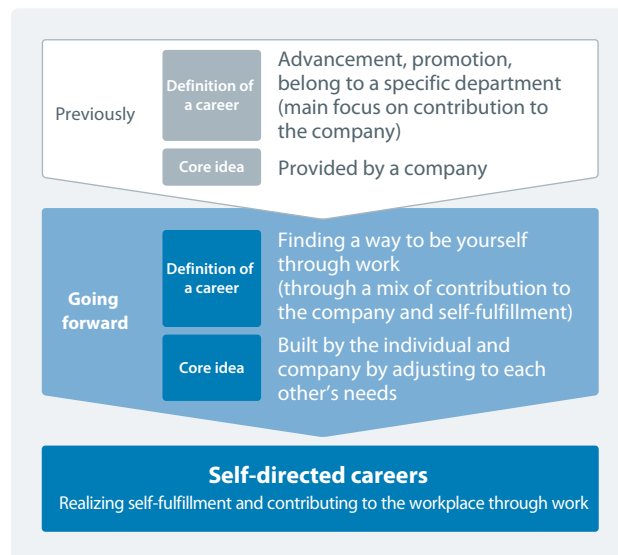 Previously
Definition of
a career
Advancement, promotion,
belong to a specific department
(main focus on contribution to
the company)
Core idea
Provided by a company
Going
forward
Definition of
a career
Finding a way to be yourself
through work
(through a mix of contribution to
the company and self-fulfillment)
Core idea
Built by the individual and
company by adjusting to each
other’s needs
Self-directed careers
Realizing self-fulfillment and contributing to the workplace through work